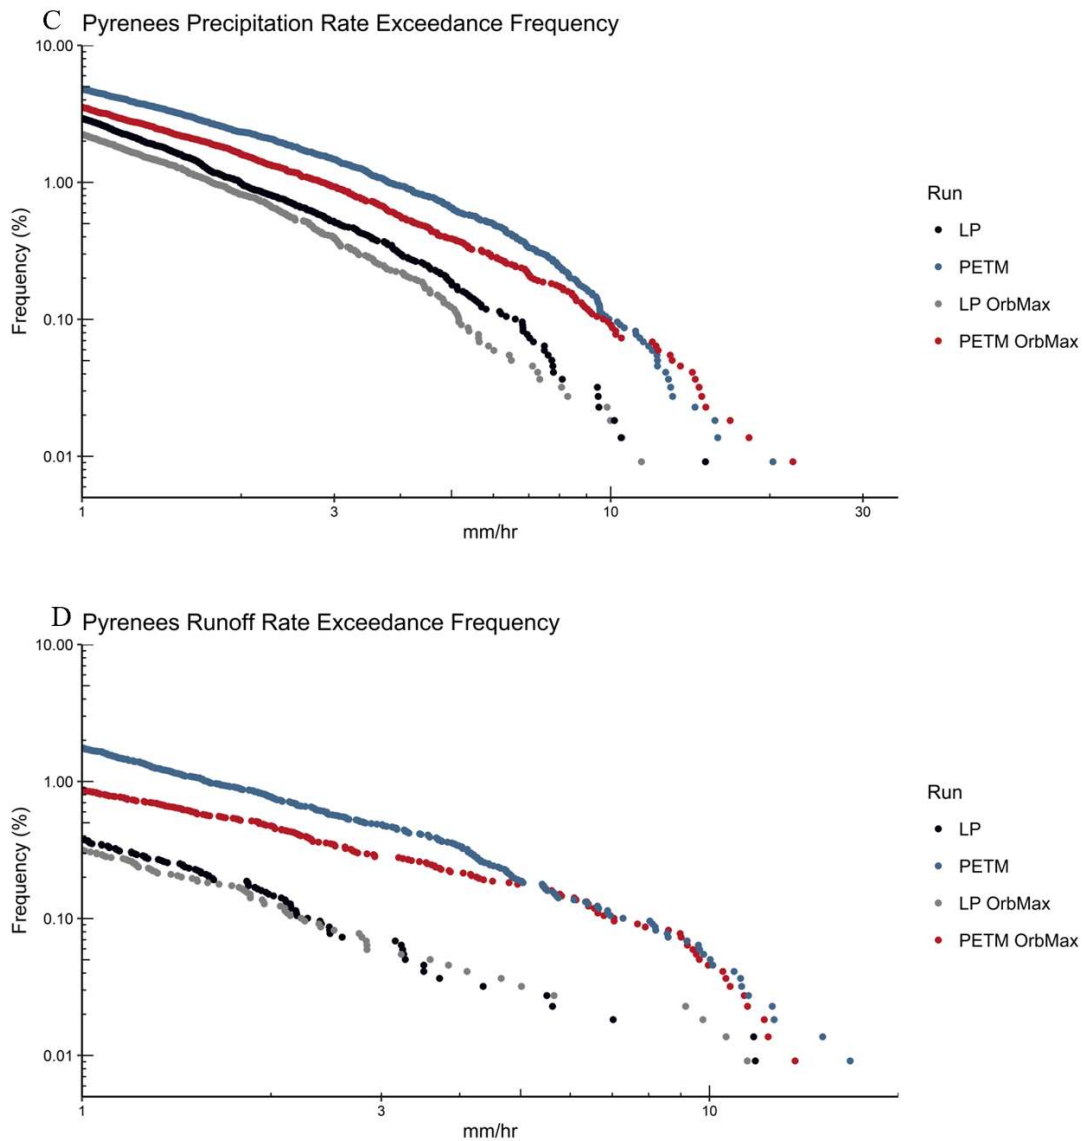 C Pyrenees Precipitation Rate Exceedance Frequency
10.00
1.00
0.10
0.01
Frequency (%)
1 3 10 30
mm/hr
Run
LP
PETM
LP OrbMax
PETM OrbMax
D Pyrenees Runoff Rate Exceedance Frequency
10.00
1.00
0.10
0.01
Frequency (%)
1 3 10
mm/hr
Run
LP
PETM
LP OrbMax
PETM OrbMax